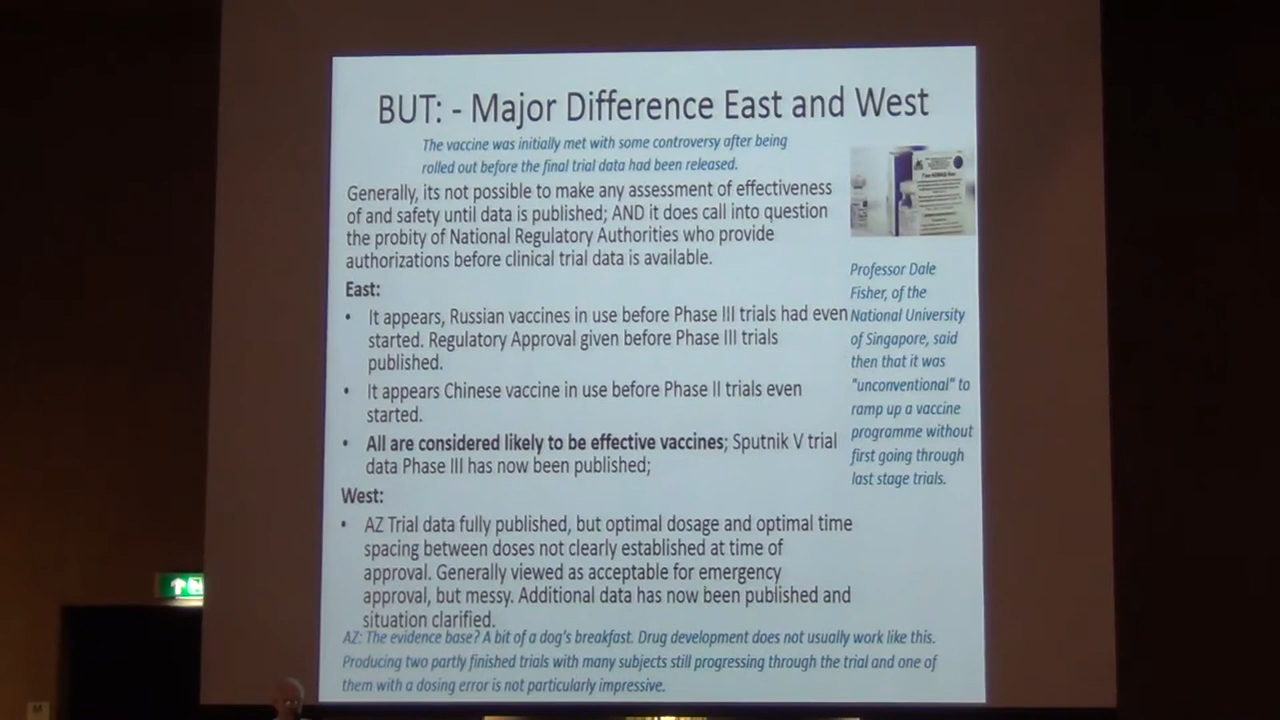 BUT: - Major Difference East and West
The vaccine was initially met with some controversy after being
rolled out before the final trial data had been released.
Generally, its not possible to make any assessment of effectiveness
of and safety until data is published; AND it does call into question
the probity of National Regulatory Authorities who provide
authorizations before clinical trial data is available.
East:
• It appears, Russian vaccines in use before Phase III trials had even
started. Regulatory Approval given before Phase III trials
published.
• It appears Chinese vaccine in use before Phase II trials even
started.
• All are considered likely to be effective vaccines; Sputnik V trial
data Phase III has now been published;
West:
• AZ Trial data fully published, but optimal dosage and optimal time
spacing between doses not clearly established at time of
approval. Generally viewed as acceptable for emergency
approval, but messy. Additional data has now been published and
situation clarified.
AZ: The evidence base? A bit of a dog's breakfast. Drug development does not usually work like this.
Producing two partly finished trials with many subjects still progressing through the trial and one of
them with a dosing error is not particularly impressive.
Professor Dale
Fisher, of the
National University
of Singapore, said
then that it was
"unconventional" to
ramp up a vaccine
programme without
first going through
last stage trials.
M